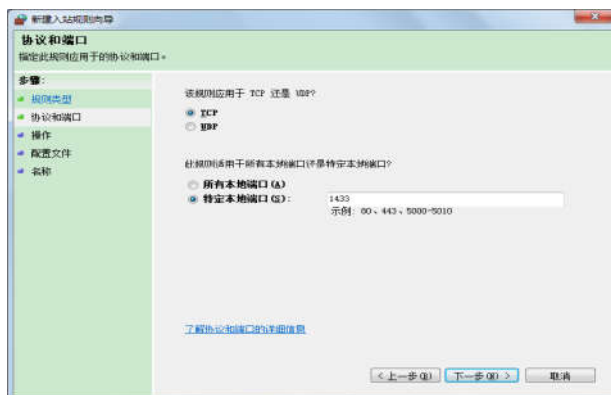 新建入站规则向导
协议和端口
指定此规则应用于的协议和端口。
步骤:
规则类型
协议和端口
操作
配置文件
名称
该规则应用于 TCP 还是 UDP?
TCP
UDP
此规则适用于所有本地端口还是特定本地端口?
所有本地端口(A)
特定本地端口(S):
1433
示例: 80、443、5000-5010
了解协议和端口的详细信息
<上一步(B)
下一步(N) >
取消